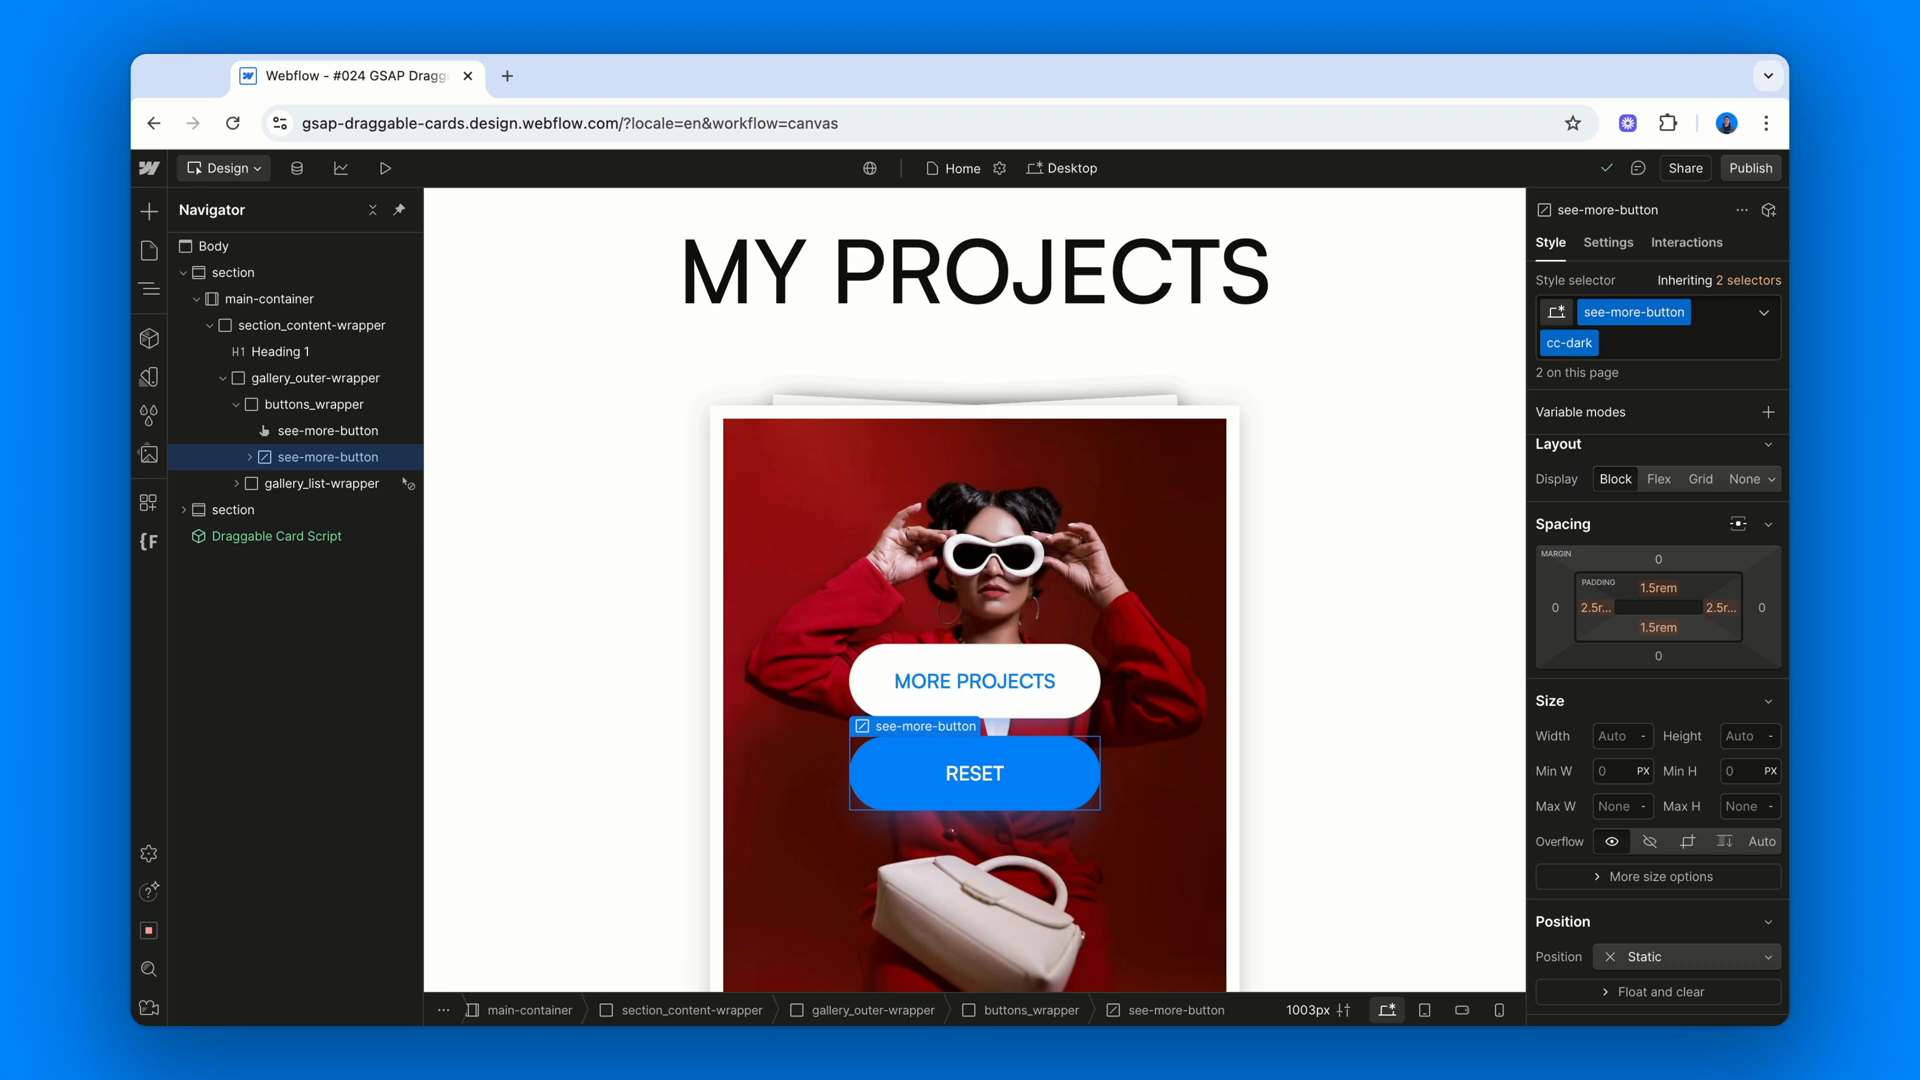 Webflow - #024 GSAP Dragg
gsap-draggable-cards.design.webflow.com/?locale=en&workflow=canvas
Design
Home
Desktop
Share
Publish
Navigator
Body
section
main-container
section_content-wrapper
H1 Heading 1
gallery_outer-wrapper
buttons_wrapper
see-more-button
see-more-button
gallery_list-wrapper
section
Draggable Card Script
MY PROJECTS
MORE PROJECTS
see-more-button
RESET
see-more-button
Style Settings Interactions
Style selector Inheriting 2 selectors
see-more-button
cc-dark
2 on this page
Variable modes
Layout
Display Block Flex Grid None
Spacing
MARGIN
0
PADDING
1.5rem
0 2.5r... 2.5r... 0
1.5rem
0
Size
Width Auto - Height Auto -
Min W 0 PX Min H 0 PX
Max W None - Max H None -
Overflow Auto
More size options
Position
Position Static
Float and clear
... main-container section_content-wrapper gallery_outer-wrapper buttons_wrapper see-more-button 1003px